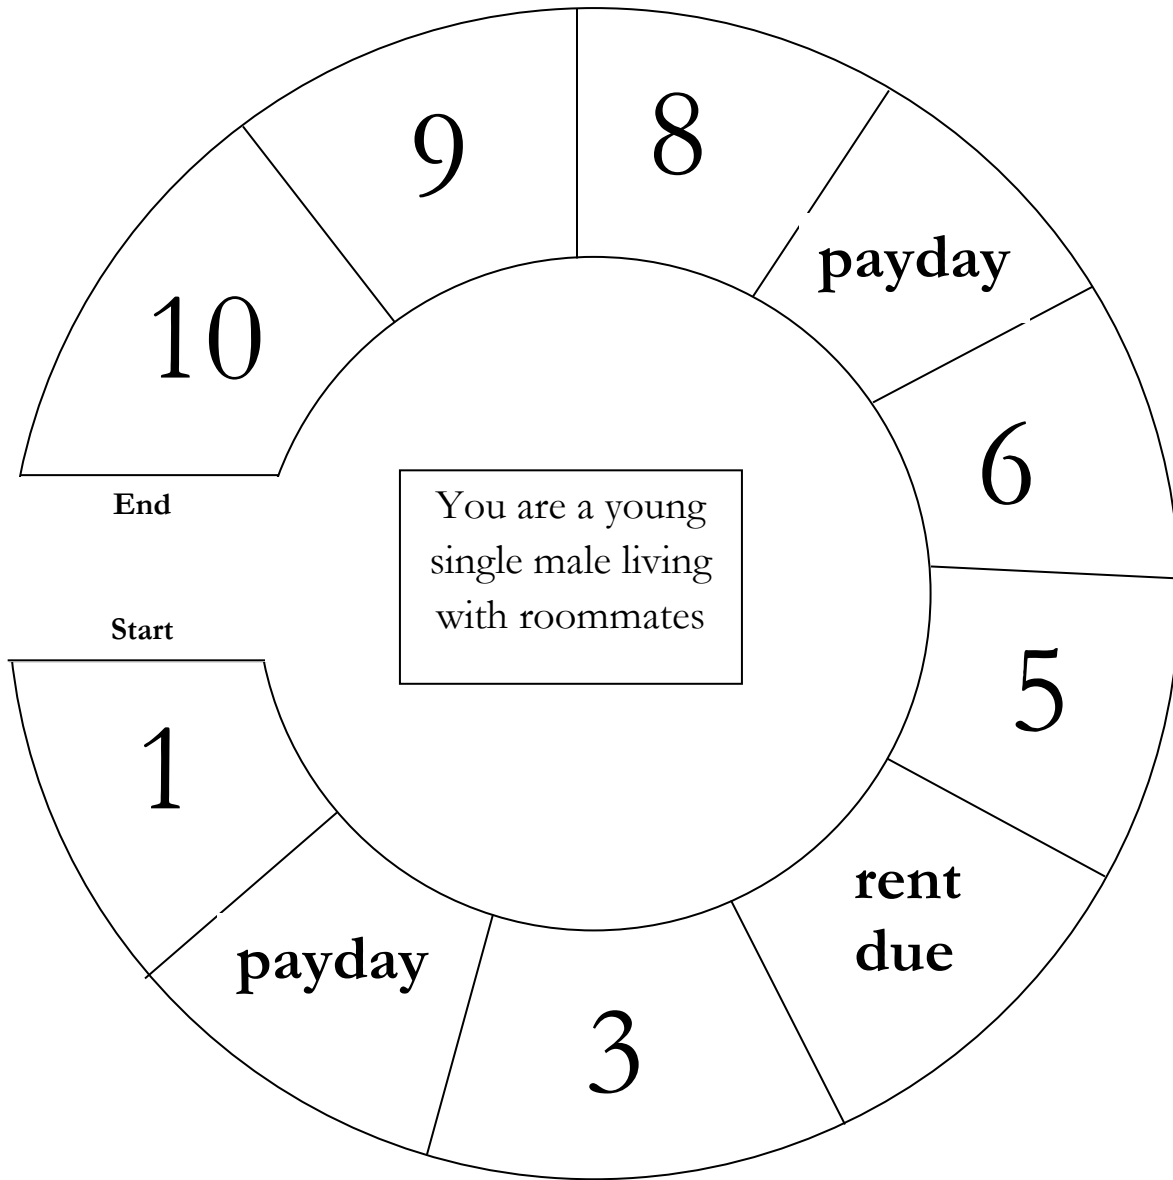 9
8
payday
10
6
End
You are a young
single male living
with roommates
Start
5
1
rent
due
payday
3